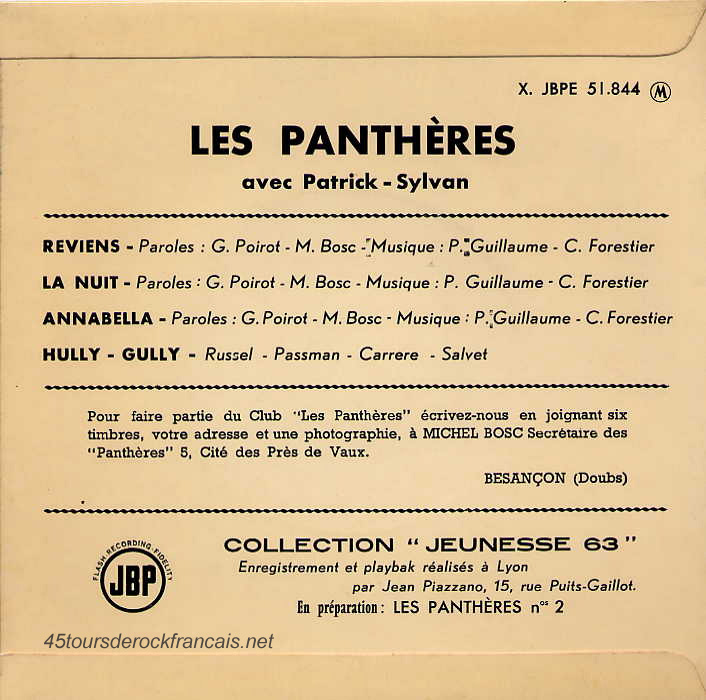 X. JBPE 51.844 M
LES PANTHÈRES
avec Patrick - Sylvan
REVIENS - Paroles : G. Poirot - M. Bosc - Musique : P. Guillaume - C. Forestier
LA NUIT - Paroles : G. Poirot - M. Bosc - Musique : P. Guillaume - C. Forestier
ANNABELLA - Paroles : G. Poirot - M. Bosc - Musique : P. Guillaume - C. Forestier
HULLY - GULLY - Russel - Passman - Carrere - Salvet
Pour faire partie du Club "Les Panthères" écrivez-nous en joignant six
timbres, votre adresse et une photographie, à MICHEL BOSC Secrétaire des
"Panthères" 5, Cité des Près de Vaux.
BESANÇON (Doubs)
FLASH-RECORDING-FIDELITY
JBP
COLLECTION "JEUNESSE 63"
Enregistrement et playbak réalisés à Lyon
par Jean Piazzano, 15, rue Puits-Gaillot.
En préparation : LES PANTHÈRES nos 2
45toursderockfrancais.net